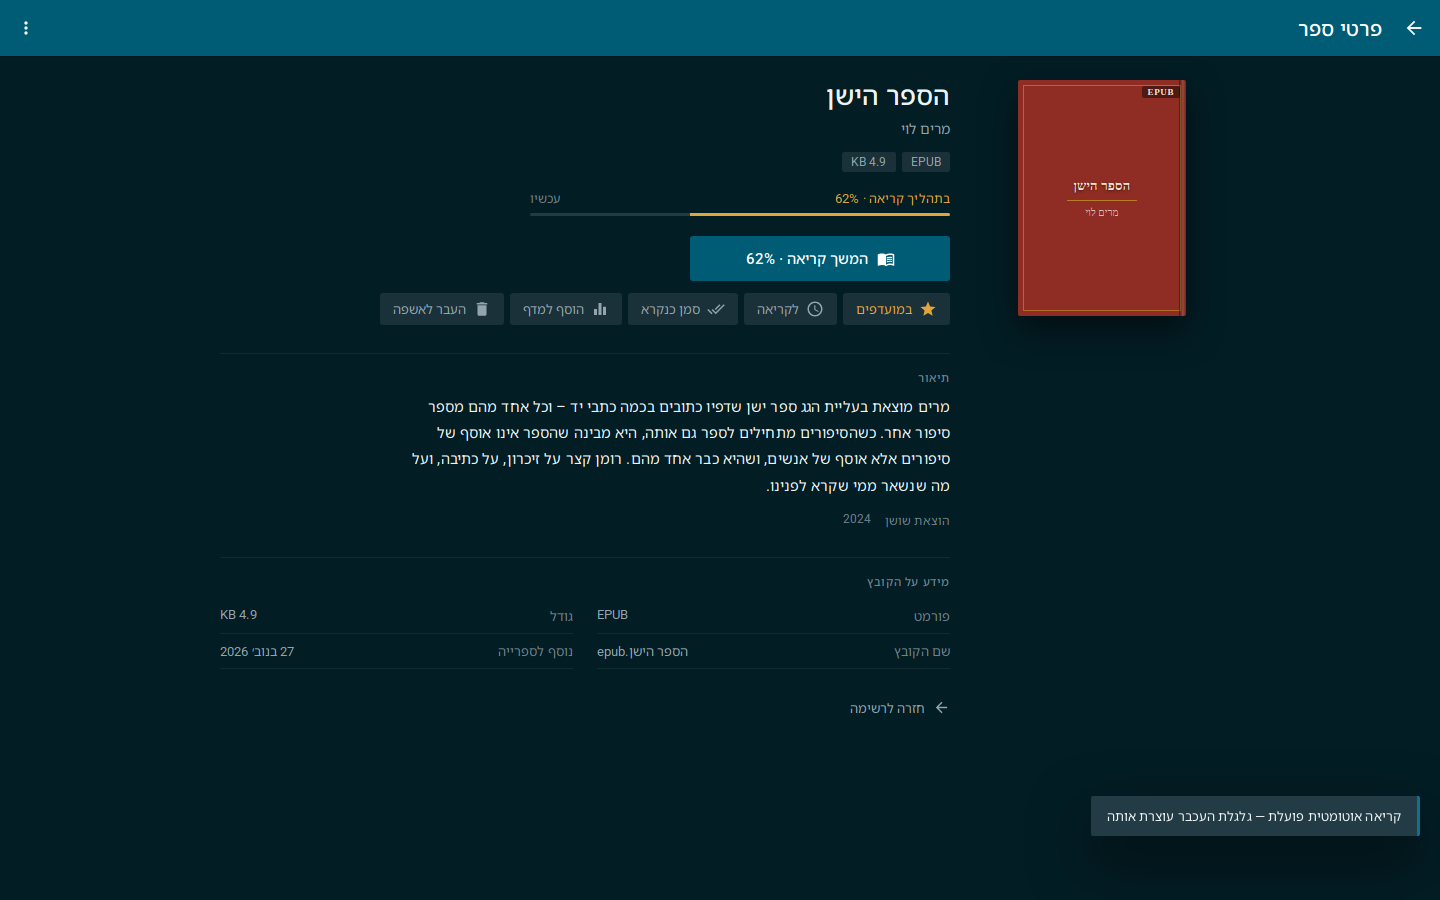 פרטי ספר
EPUB
הספר הישן
מרים לוי
הספר הישן
מרים לוי
EPUB
4.9 KB
בתהליך קריאה · 62%
עכשיו
המשך קריאה · 62%
במועדפים
לקריאה
סמן כנקרא
הוסף למדף
העבר לאשפה
תיאור
מרים מוצאת בעליית הגג ספר ישן שדפיו כתובים בכמה כתבי יד – וכל אחד מהם מספר
סיפור אחר. כשהסיפורים מתחילים לספר גם אותה, היא מבינה שהספר אינו אוסף של
סיפורים אלא אוסף של אנשים, ושהיא כבר אחד מהם. רומן קצר על זיכרון, על כתיבה, ועל
מה שנשאר ממי שקרא לפנינו.
הוצאת שושן 2024
מידע על הקובץ
פורמט EPUB
גודל 4.9 KB
שם הקובץ הספר הישן.epub
נוסף לספרייה 27 בנוב׳ 2026
חזרה לרשימה
קריאה אוטומטית פועלת — גלגלת העכבר עוצרת אותה